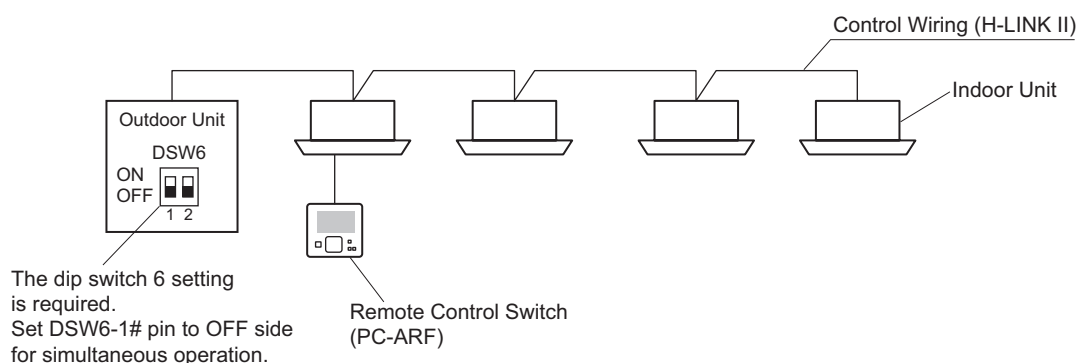 Control Wiring (H-LINK II)
Indoor Unit
Outdoor Unit
DSW6
ON
OFF
1 2
The dip switch 6 setting
is required.
Set DSW6-1# pin to OFF side
for simultaneous operation.
Remote Control Switch
(PC-ARF)